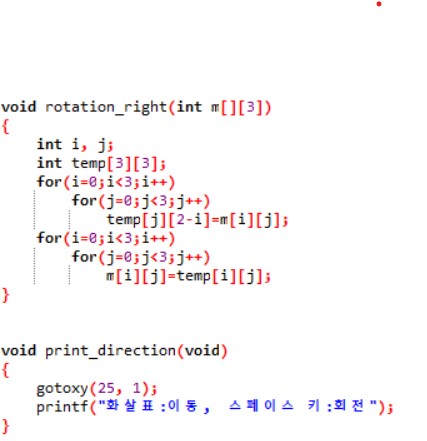 void rotation_right(int m[][3])
{
    int i, j;
    int temp[3][3];
    for(i=0;i<3;i++)
        for(j=0;j<3;j++)
            temp[j][2-i]=m[i][j];
    for(i=0;i<3;i++)
        for(j=0;j<3;j++)
            m[i][j]=temp[i][j];
}
void print_direction(void)
{
    gotoxy(25, 1);
    printf("화살표:이동, 스페이스 키:회전");
}